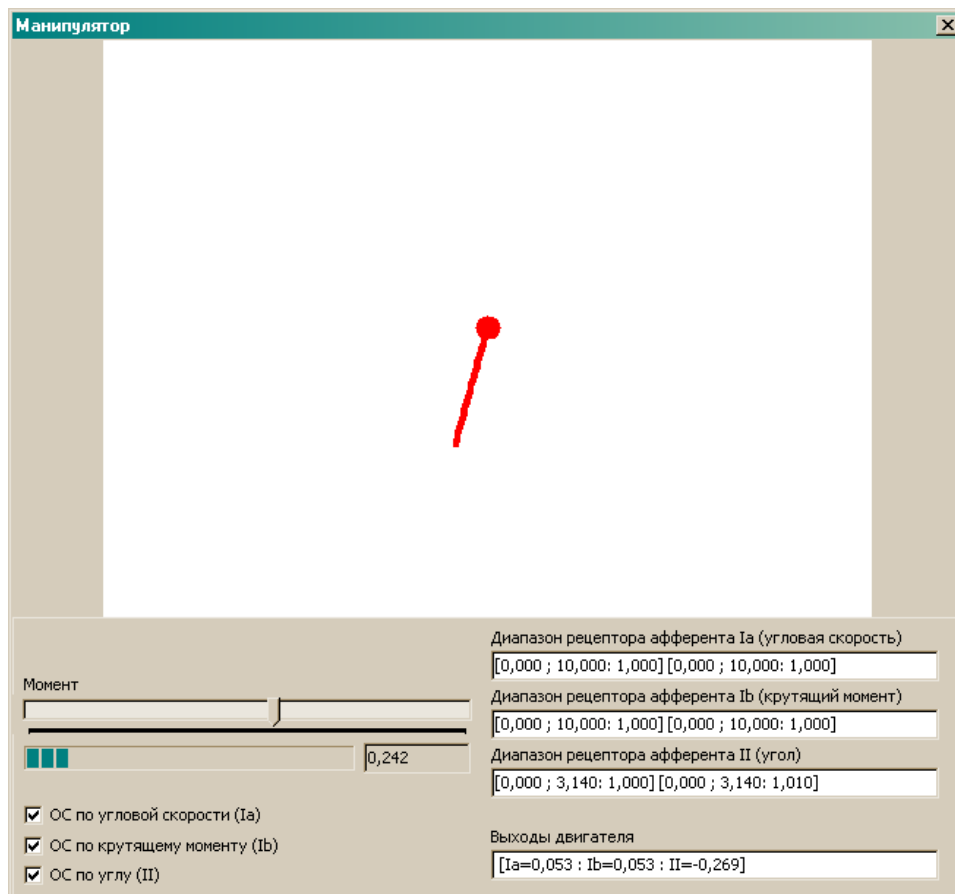 Манипулятор
Момент
0,242
ОС по угловой скорости (Ia)
ОС по крутящему моменту (Ib)
ОС по углу (II)
Диапазон рецептора афферента Ia (угловая скорость)
[0,000 ; 10,000: 1,000] [0,000 ; 10,000: 1,000]
Диапазон рецептора афферента Ib (крутящий момент)
[0,000 ; 10,000: 1,000] [0,000 ; 10,000: 1,000]
Диапазон рецептора афферента II (угол)
[0,000 ; 3,140: 1,000] [0,000 ; 3,140: 1,010]
Выходы двигателя
[Ia=0,053 : Ib=0,053 : II=-0,269]